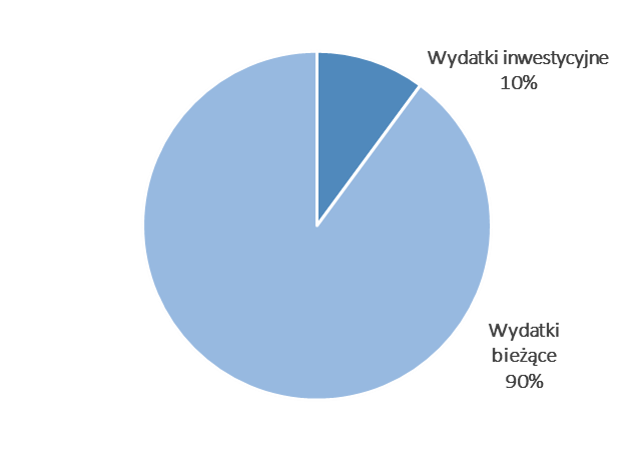 Wydatki inwestycyjne
10%
Wydatki
bieżące
90%